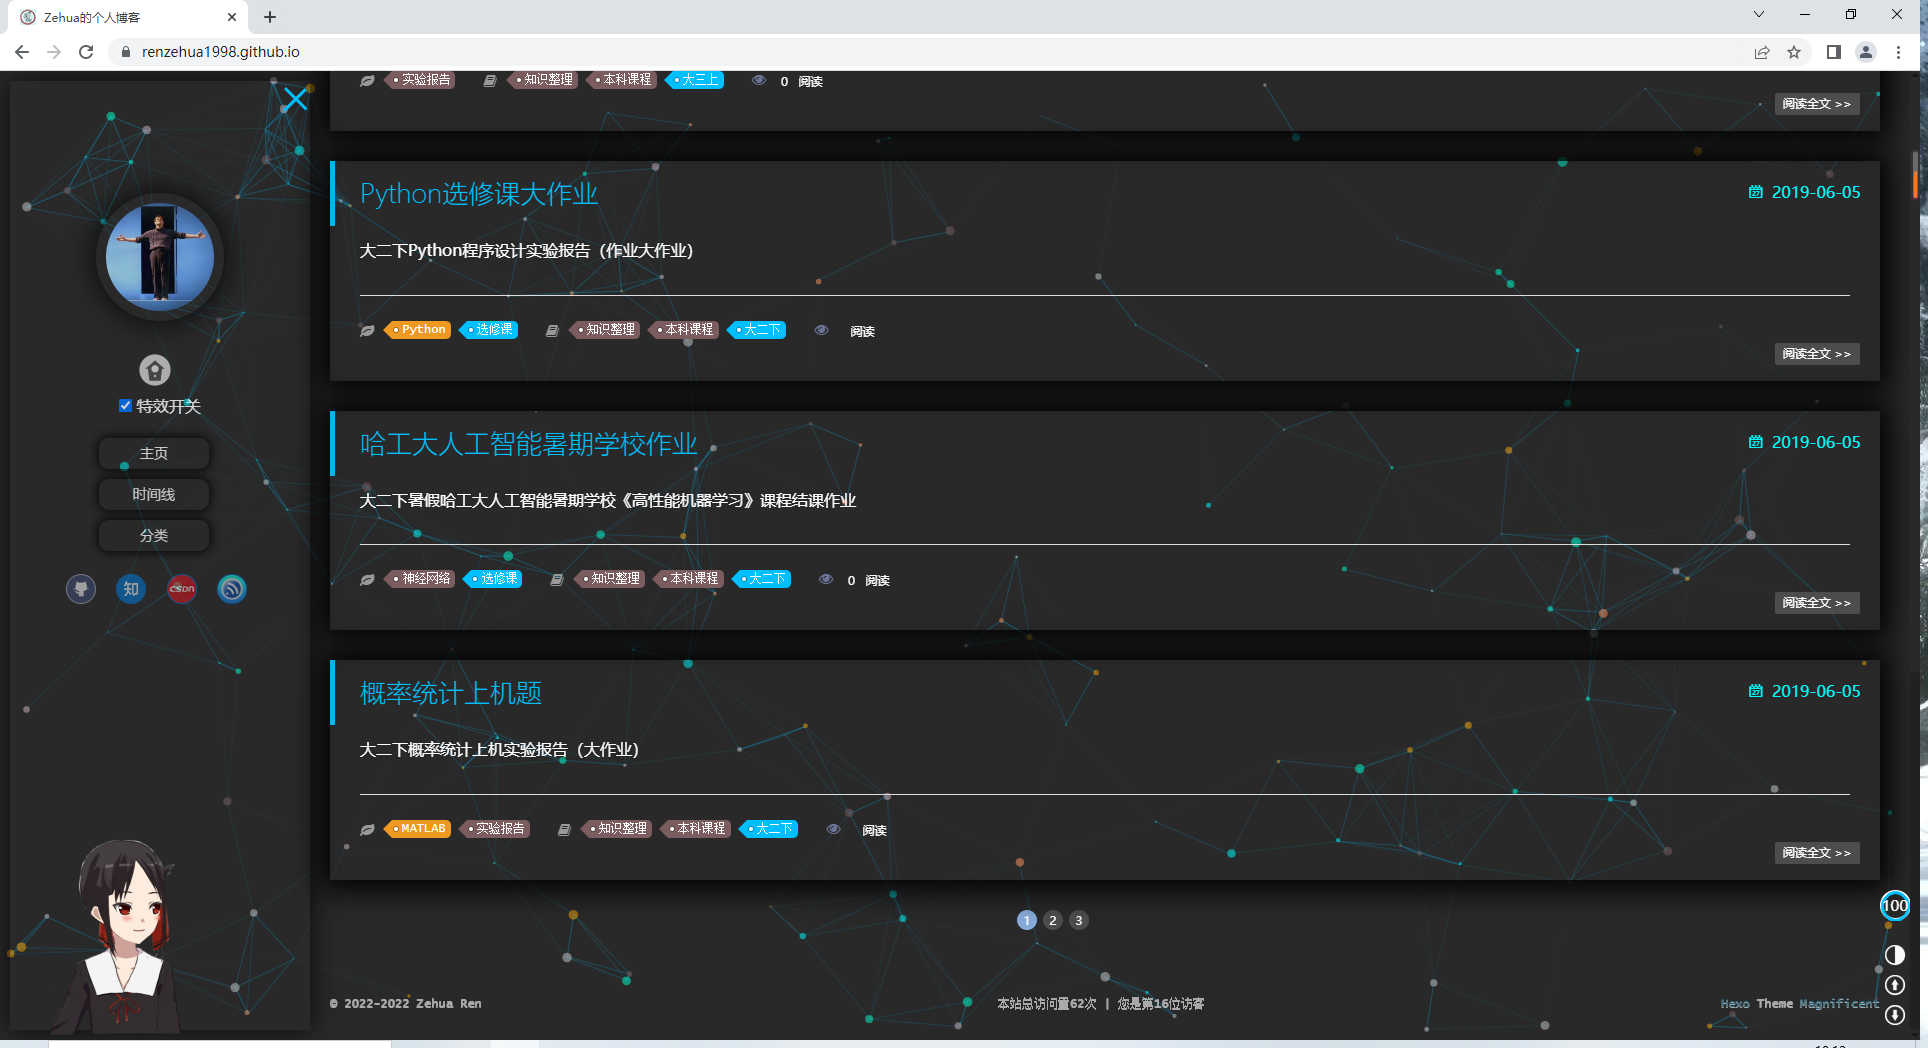 Zehua的个人博客
renzehua1998.github.io
实验报告 知识整理 本科课程 大三上 0 阅读
阅读全文 >>
Python选修课大作业
2019-06-05
大二下Python程序设计实验报告（作业大作业）
Python 选修课 知识整理 本科课程 大二下 阅读
阅读全文 >>
哈工大人工智能暑期学校作业
2019-06-05
大二下暑假哈工大人工智能暑期学校《高性能机器学习》课程结课作业
神经网络 选修课 知识整理 本科课程 大二下 0 阅读
阅读全文 >>
概率统计上机题
2019-06-05
大二下概率统计上机实验报告（大作业）
MATLAB 实验报告 知识整理 本科课程 大二下 阅读
阅读全文 >>
特效开关
主页
时间线
分类
知 CSDN
1 2 3
100
© 2022-2022 Zehua Ren
本站总访问量62次 | 您是第16位访客
Hexo Theme Magnificent